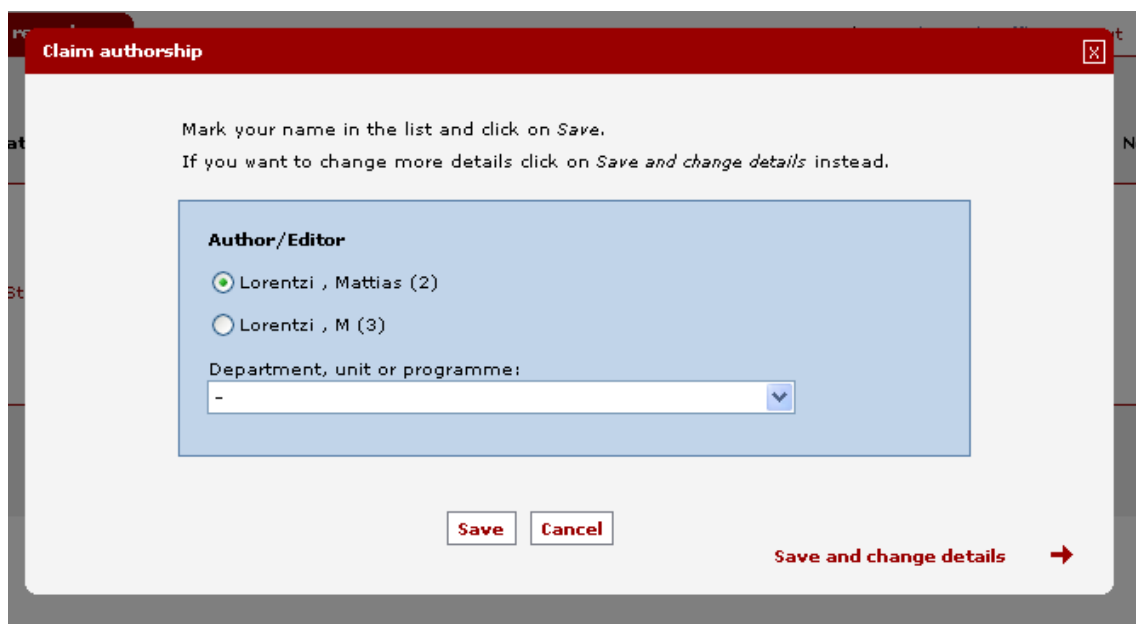 Claim authorship
X
Mark your name in the list and click on Save.
If you want to change more details click on Save and change details instead.
Author/Editor
Lorentzi , Mattias (2)
Lorentzi , M (3)
Department, unit or programme:
-
Save
Cancel
Save and change details